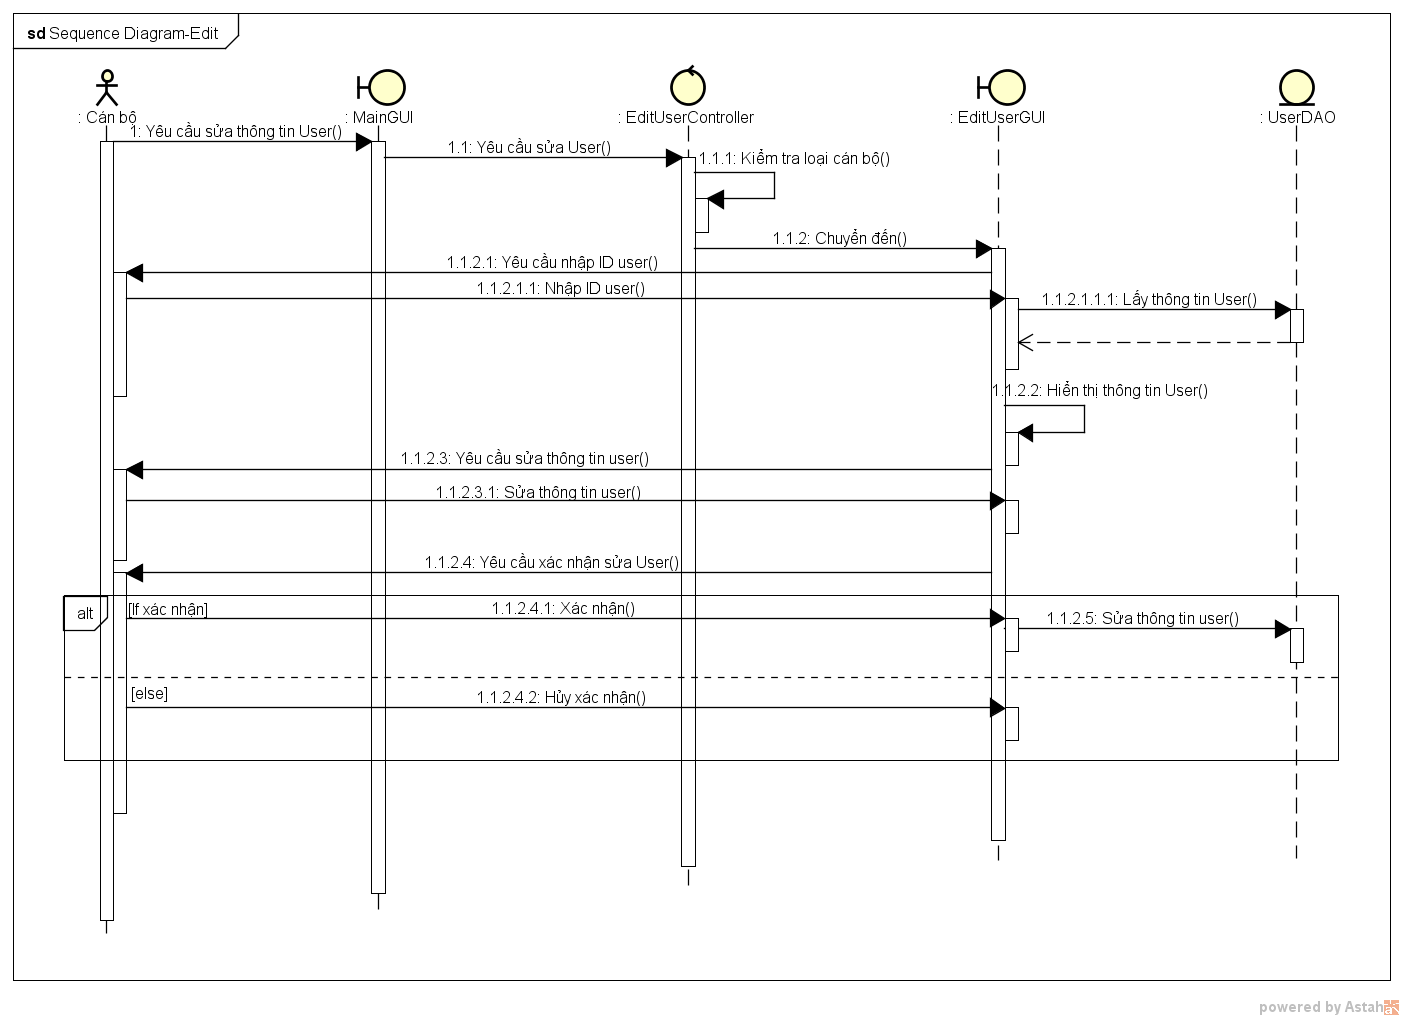 sd Sequence Diagram-Edit
: Cán bộ
: MainGUI
: EditUserController
: EditUserGUI
: UserDAO
1: Yêu cầu sửa thông tin User()
1.1: Yêu cầu sửa User()
1.1.1: Kiểm tra loại cán bộ()
1.1.2: Chuyển đến()
1.1.2.1: Yêu cầu nhập ID user()
1.1.2.1.1: Nhập ID user()
1.1.2.1.1.1: Lấy thông tin User()
1.1.2.2: Hiển thị thông tin User()
1.1.2.3: Yêu cầu sửa thông tin user()
1.1.2.3.1: Sửa thông tin user()
1.1.2.4: Yêu cầu xác nhận sửa User()
alt
[If xác nhận]
1.1.2.4.1: Xác nhận()
1.1.2.5: Sửa thông tin user()
[else]
1.1.2.4.2: Hủy xác nhận()
powered by Astah